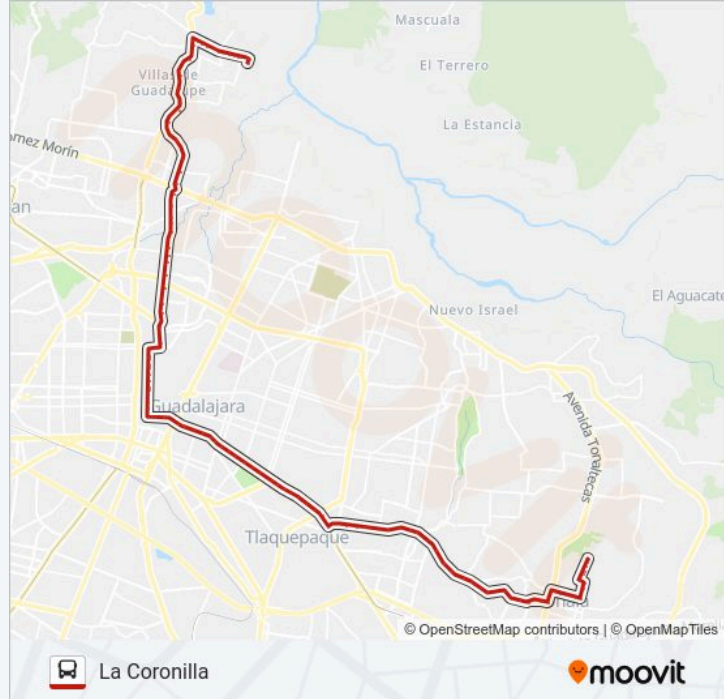 Mascuala
El Terrero
Villas de
Guadalupe
La Estancia
Gómez Morín
El Aguacate
Nuevo Israel
Avenida Tonaltecas
Guadalajara
Tlaquepaque
© OpenStreetMap contributors | © OpenMapTiles
La Coronilla
moovit